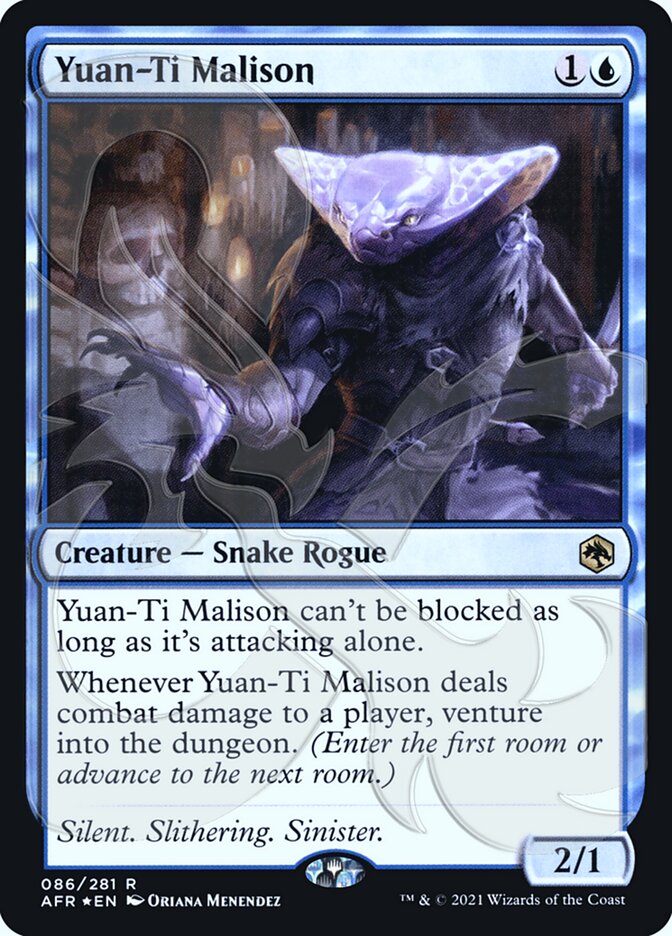 Yuan-Ti Malison
1
Creature — Snake Rogue
Yuan-Ti Malison can't be blocked as
long as it's attacking alone.
Whenever Yuan-Ti Malison deals
combat damage to a player, venture
into the dungeon. (Enter the first room or
advance to the next room.)
Silent. Slithering. Sinister.
2/1
086/281 R
AFR ★ EN Oriana Menendez
™ & © 2021 Wizards of the Coast